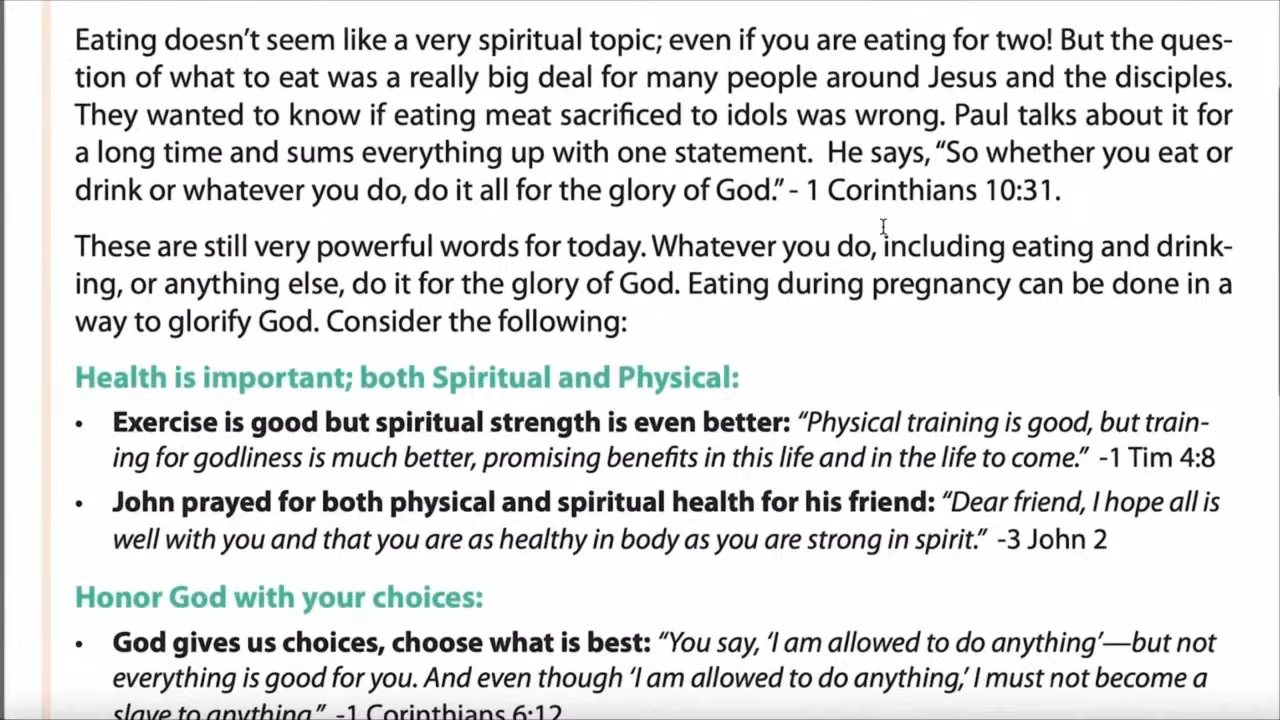 Eating doesn't seem like a very spiritual topic; even if you are eating for two! But the ques-
tion of what to eat was a really big deal for many people around Jesus and the disciples.
They wanted to know if eating meat sacrificed to idols was wrong. Paul talks about it for
a long time and sums everything up with one statement.  He says, “So whether you eat or
drink or whatever you do, do it all for the glory of God.” - 1 Corinthians 10:31.
These are still very powerful words for today. Whatever you do, including eating and drink-
ing, or anything else, do it for the glory of God. Eating during pregnancy can be done in a
way to glorify God. Consider the following:
Health is important; both Spiritual and Physical:
• Exercise is good but spiritual strength is even better: “Physical training is good, but train-
ing for godliness is much better, promising benefits in this life and in the life to come.”  -1 Tim 4:8
• John prayed for both physical and spiritual health for his friend: “Dear friend, I hope all is
well with you and that you are as healthy in body as you are strong in spirit.”  -3 John 2
Honor God with your choices:
• God gives us choices, choose what is best: “You say, ‘I am allowed to do anything’—but not
everything is good for you. And even though ‘I am allowed to do anything,’ I must not become a
slave to anything.”  -1 Corinthians 6:12